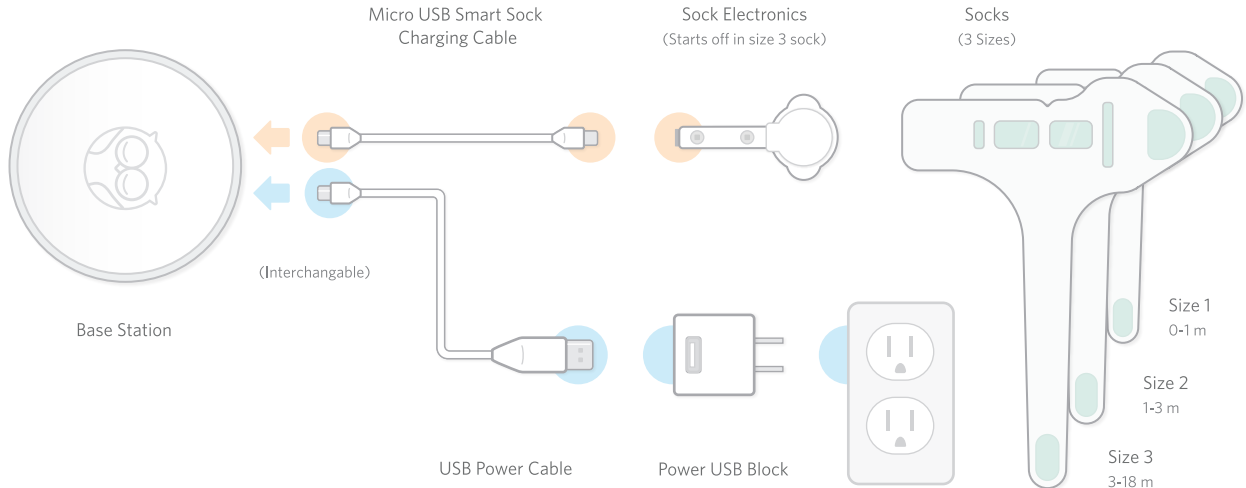 Micro USB Smart Sock
Charging Cable
Sock Electronics
(Starts off in size 3 sock)
Socks
(3 Sizes)
(Interchangable)
Base Station
Size 1
0-1 m
Size 2
1-3 m
USB Power Cable
Power USB Block
Size 3
3-18 m